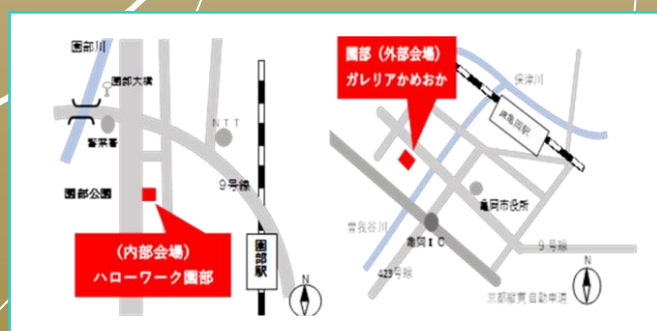 園部川
園部大橋
警察署
NTT
園部公園
9号線
(内部会場)
ハローワーク園部
園部駅
N
園部(外部会場)
ガレリアかめおか
保津川
亀岡市役所
曽我谷川
亀岡IC
9号線
423号線
京都縦貫自動車道
N